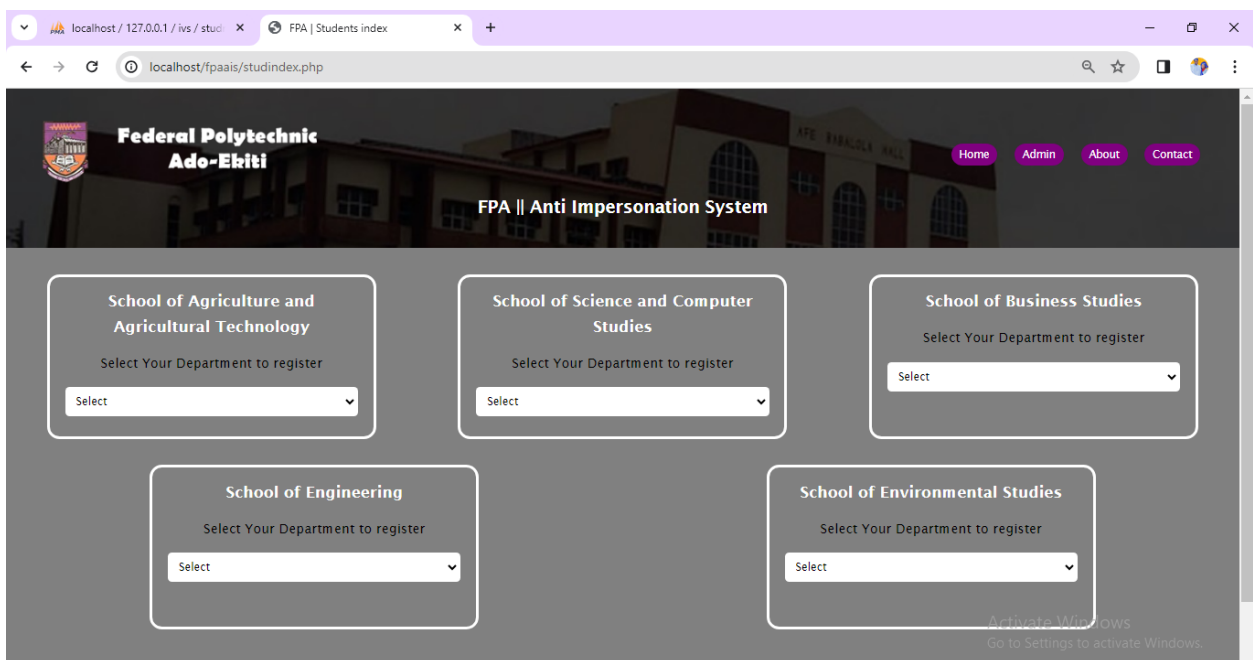 localhost / 127.0.0.1 / ivs / stud
FPA | Students index
localhost/fpaais/studindex.php
Federal Polytechnic
Ado-Ekiti
AFE BABALOLA HALL
Home
Admin
About
Contact
FPA || Anti Impersonation System
School of Agriculture and
Agricultural Technology
Select Your Department to register
Select
School of Science and Computer
Studies
Select Your Department to register
Select
School of Business Studies
Select Your Department to register
Select
School of Engineering
Select Your Department to register
Select
School of Environmental Studies
Select Your Department to register
Select
Activate Windows
Go to Settings to activate Windows.